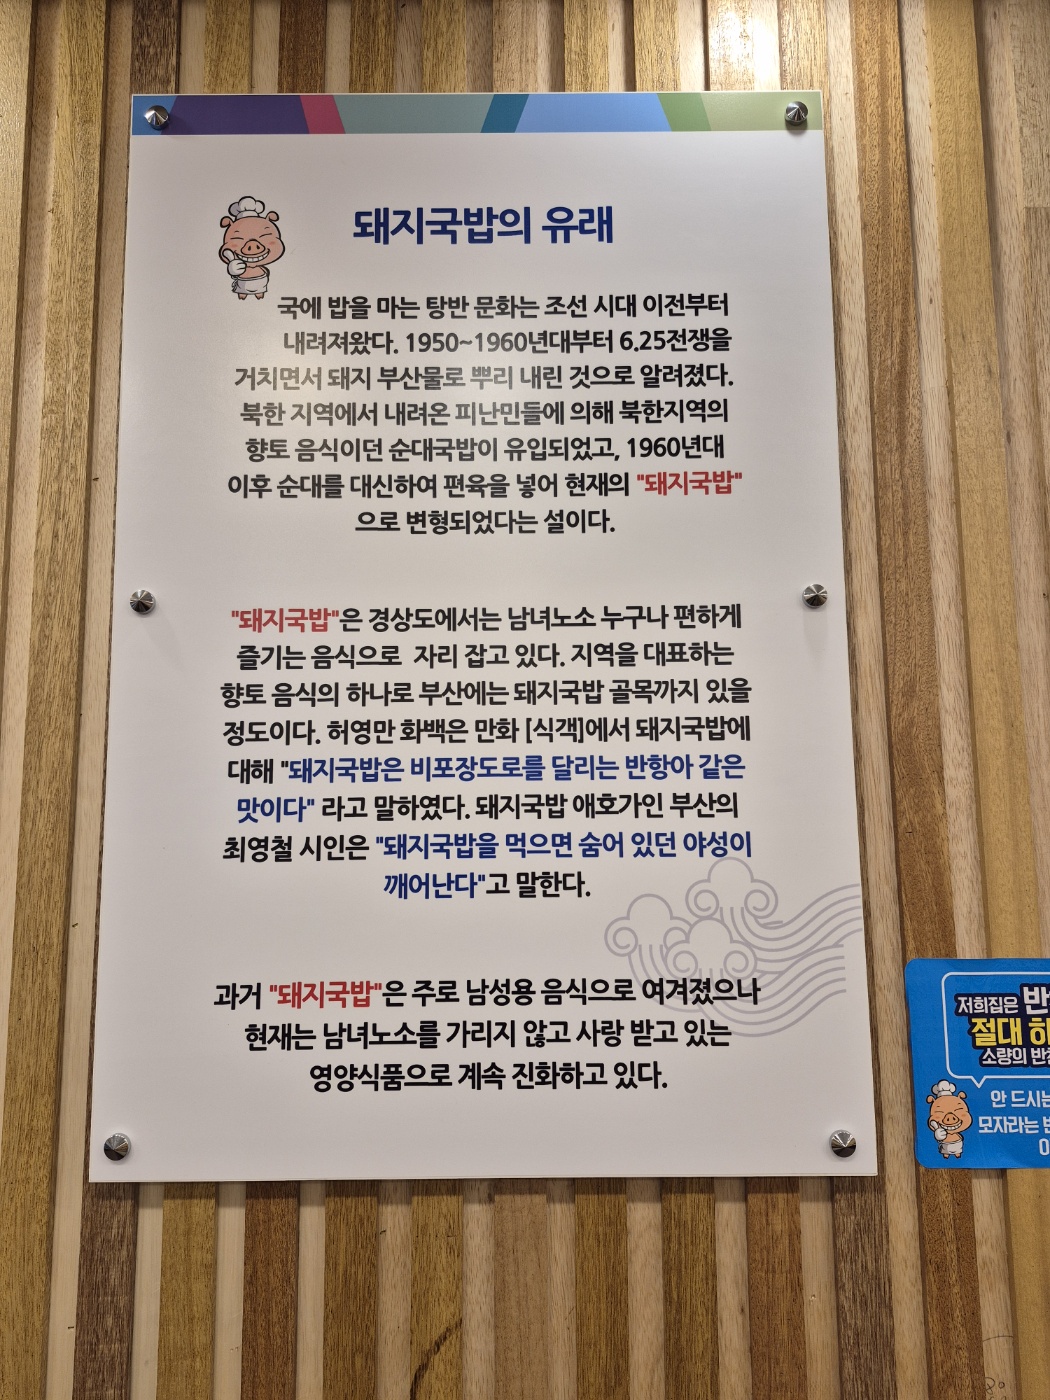 돼지국밥의 유래
국에 밥을 마는 탕반 문화는 조선 시대 이전부터
내려져왔다. 1950~1960년대부터 6.25전쟁을
거치면서 돼지 부산물로 뿌리 내린 것으로 알려졌다.
북한 지역에서 내려온 피난민들에 의해 북한지역의
향토 음식이던 순대국밥이 유입되었고, 1960년대
이후 순대를 대신하여 편육을 넣어 현재의 "돼지국밥"
으로 변형되었다는 설이다.
"돼지국밥"은 경상도에서는 남녀노소 누구나 편하게
즐기는 음식으로 자리 잡고 있다. 지역을 대표하는
향토 음식의 하나로 부산에는 돼지국밥 골목까지 있을
정도이다. 허영만 화백은 만화 [식객]에서 돼지국밥에
대해 "돼지국밥은 비포장도로를 달리는 반항아 같은
맛이다" 라고 말하였다. 돼지국밥 애호가인 부산의
최영철 시인은 "돼지국밥을 먹으면 숨어 있던 야성이
깨어난다"고 말한다.
과거 "돼지국밥"은 주로 남성용 음식으로 여겨졌으나
현재는 남녀노소를 가리지 않고 사랑 받고 있는
영양식품으로 계속 진화하고 있다.
저희집은
절대
소량의
안 드시는
모자라는